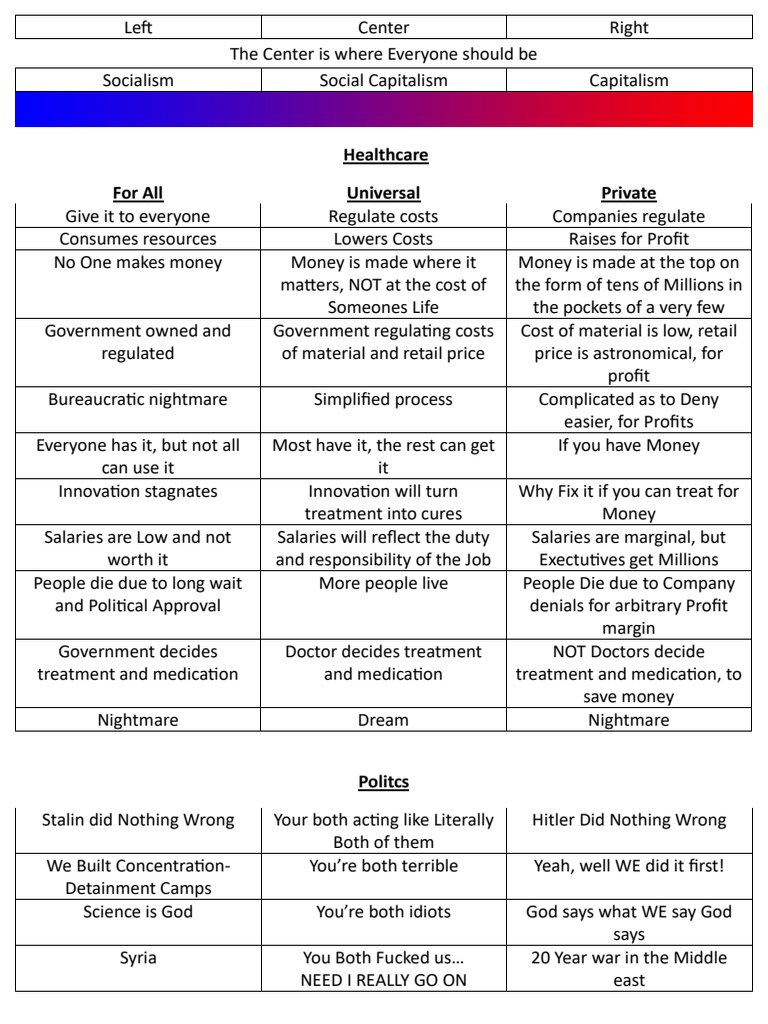 Left Center Right
The Center is where Everyone should be
Socialism Social Capitalism Capitalism
Healthcare
For All Universal Private
Give it to everyone Regulate costs Companies regulate
Consumes resources Lowers Costs Raises for Profit
No One makes money Money is made where it Money is made at the top on
matters, NOT at the cost of the form of tens of Millions in
Someones Life the pockets of a very few
Government owned and Government regulating costs Cost of material is low, retail
regulated of material and retail price price is astronomical, for
profit
Bureaucratic nightmare Simplified process Complicated as to Deny
easier, for Profits
Everyone has it, but not all Most have it, the rest can get If you have Money
can use it it
Innovation stagnates Innovation will turn Why Fix it if you can treat for
treatment into cures Money
Salaries are Low and not Salaries will reflect the duty Salaries are marginal, but
worth it and responsibility of the Job Exectutives get Millions
People die due to long wait More people live People Die due to Company
and Political Approval denials for arbitrary Profit
margin
Government decides Doctor decides treatment NOT Doctors decide
treatment and medication and medication treatment and medication, to
save money
Nightmare Dream Nightmare
Politcs
Stalin did Nothing Wrong Your both acting like Literally Hitler Did Nothing Wrong
Both of them
We Built Concentration- You're both terrible Yeah, well WE did it first!
Detainment Camps
Science is God You're both idiots God says what WE say God
says
Syria You Both Fucked us... 20 Year war in the Middle
NEED I REALLY GO ON east